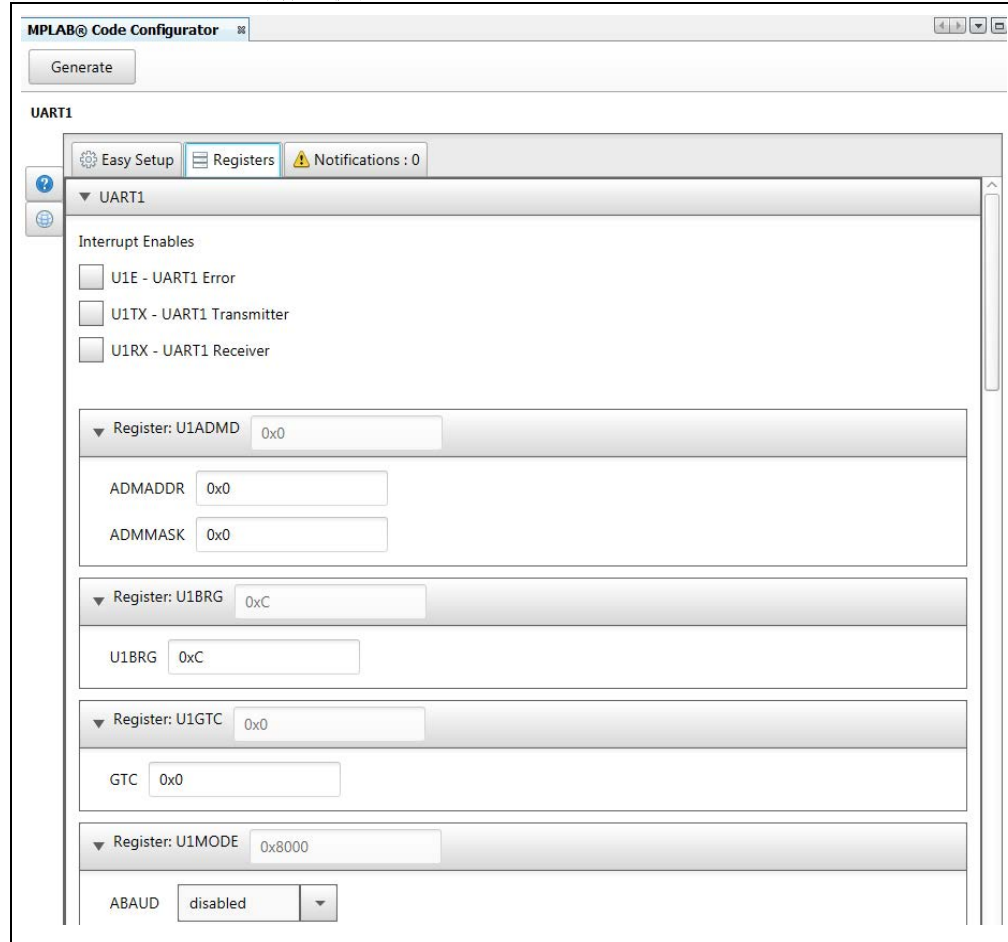 MPLAB® Code Configurator
Generate
UART1
Easy Setup Registers Notifications : 0
UART1
Interrupt Enables
U1E - UART1 Error
U1TX - UART1 Transmitter
U1RX - UART1 Receiver
Register: U1ADMD 0x0
ADMADDR 0x0
ADMMASK 0x0
Register: U1BRG 0xC
U1BRG 0xC
Register: U1GTC 0x0
GTC 0x0
Register: U1MODE 0x8000
ABAUD disabled